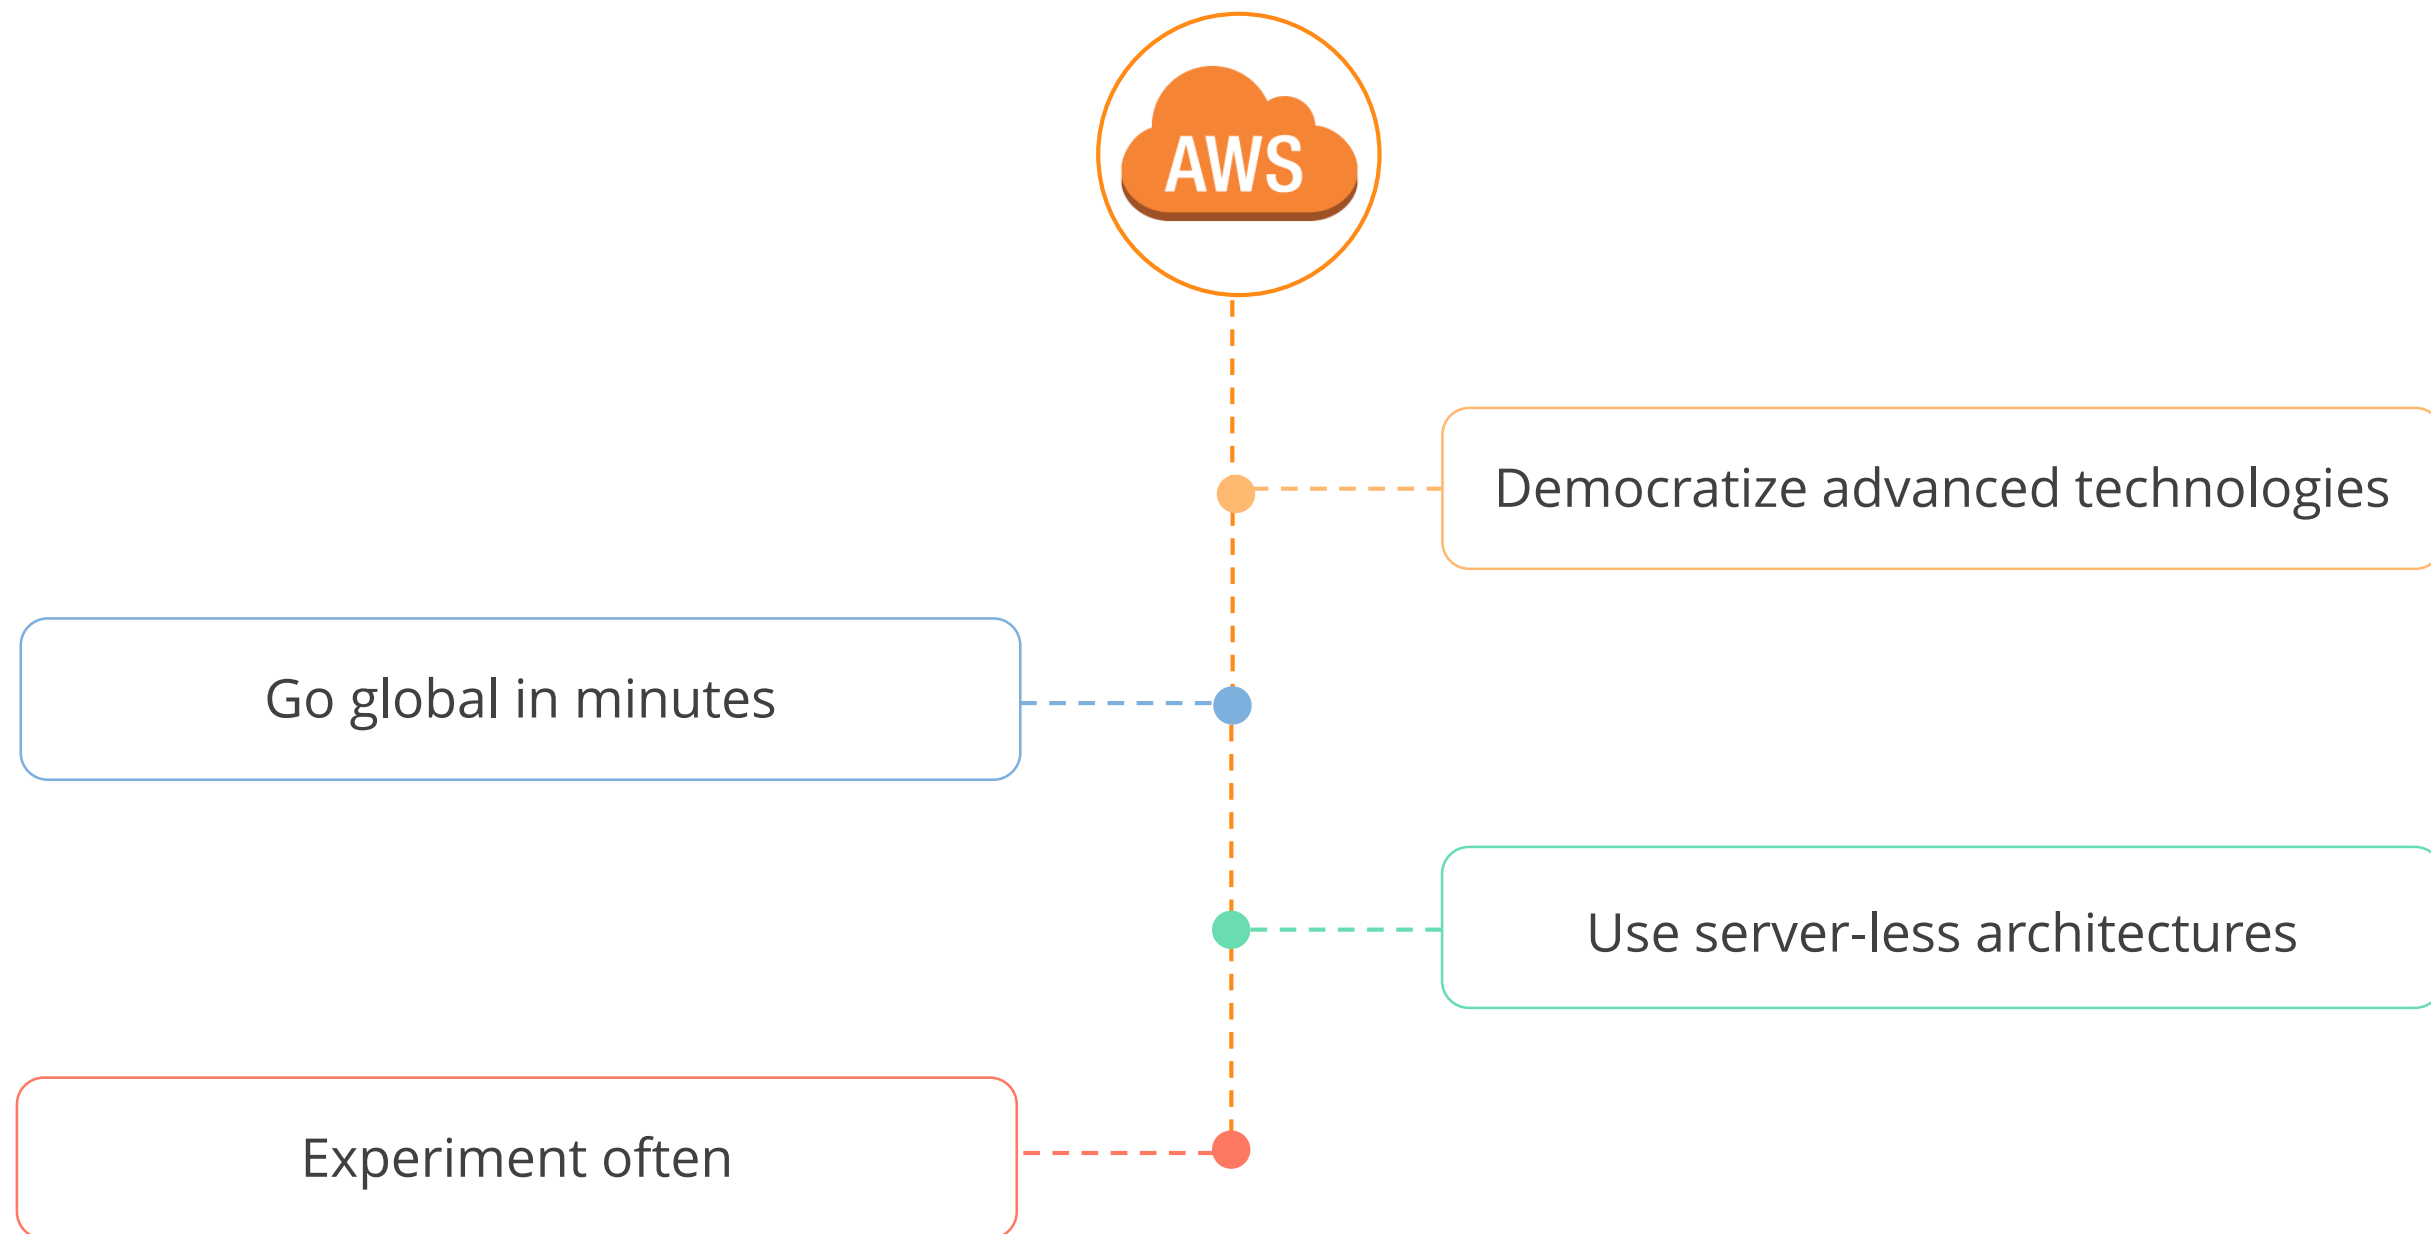 AWS
Democratize advanced technologies
Go global in minutes
Use server-less architectures
Experiment often